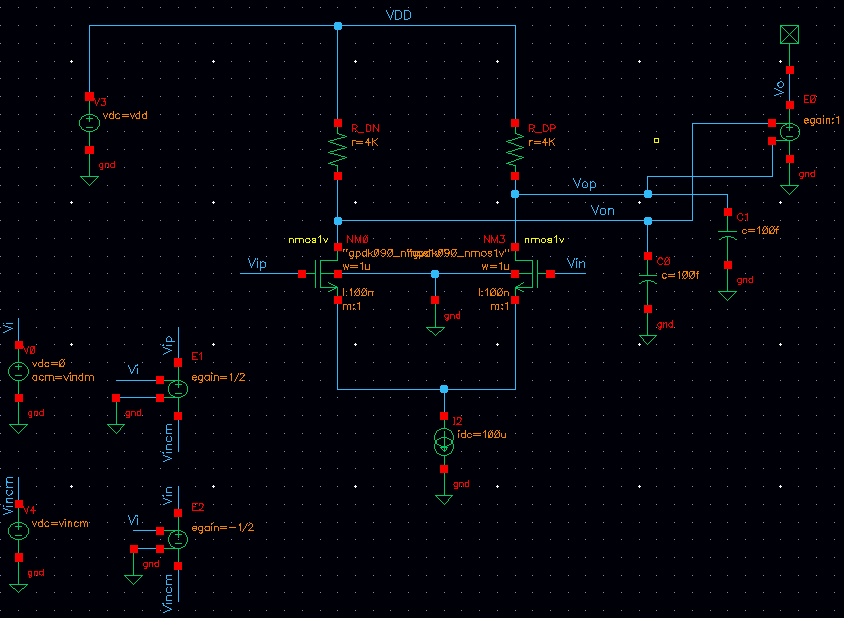 VDD
V3
vdc=vdd
gnd
R_DN
r=4K
R_DP
r=4K
Vo
E0
egain:1
gnd
Vop
Von
C1
c=100f
gnd
C0
c=100f
gnd
nmos1v
NM0
w=1u
l:100n
m:1
Vip
NM3
nmos1v
"gpdk090_nmos1v"
w=1u
l:100n
m:1
Vin
gnd
I2
idc=100u
gnd
Vi
V0
vdc=0
acm=vindm
gnd
Vip
E1
Vi
egain=1/2
gnd
Vincm
Vincm
V4
vdc=vincm
gnd
Vin
E2
Vi
egain=-1/2
gnd
Vincm